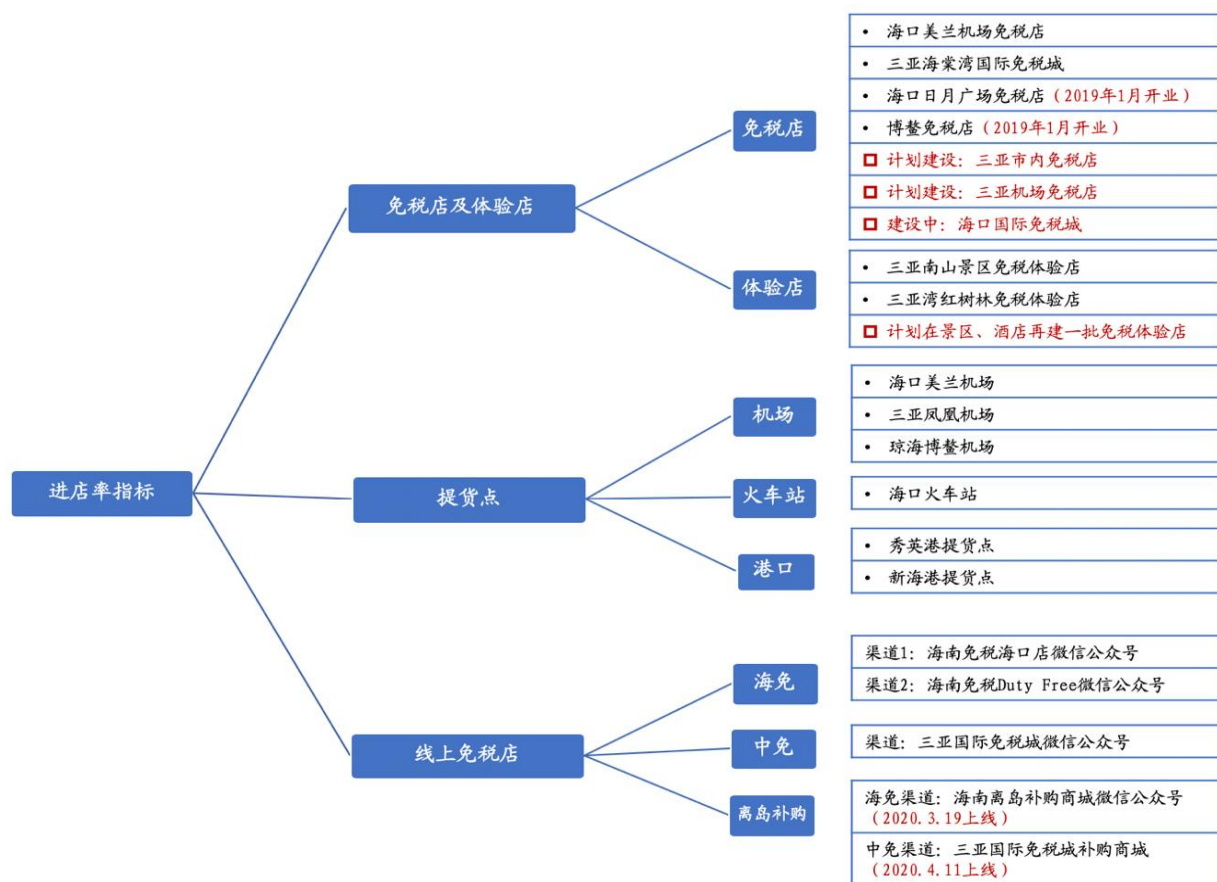 进店率指标
免税店及体验店
免税店
• 海口美兰机场免税店
• 三亚海棠湾国际免税城
• 海口日月广场免税店（2019年1月开业）
• 博鳌免税店（2019年1月开业）
计划建设：三亚市内免税店
计划建设：三亚机场免税店
建设中：海口国际免税城
体验店
• 三亚南山景区免税体验店
• 三亚湾红树林免税体验店
计划在景区、酒店再建一批免税体验店
提货点
机场
• 海口美兰机场
• 三亚凤凰机场
• 琼海博鳌机场
火车站
• 海口火车站
港口
• 秀英港提货点
• 新海港提货点
线上免税店
海免
渠道1：海南免税海口店微信公众号
渠道2：海南免税Duty Free微信公众号
中免
渠道：三亚国际免税城微信公众号
离岛补购
海免渠道：海南离岛补购商城微信公众号
（2020.3.19上线）
中免渠道：三亚国际免税城补购商城
（2020.4.11上线）